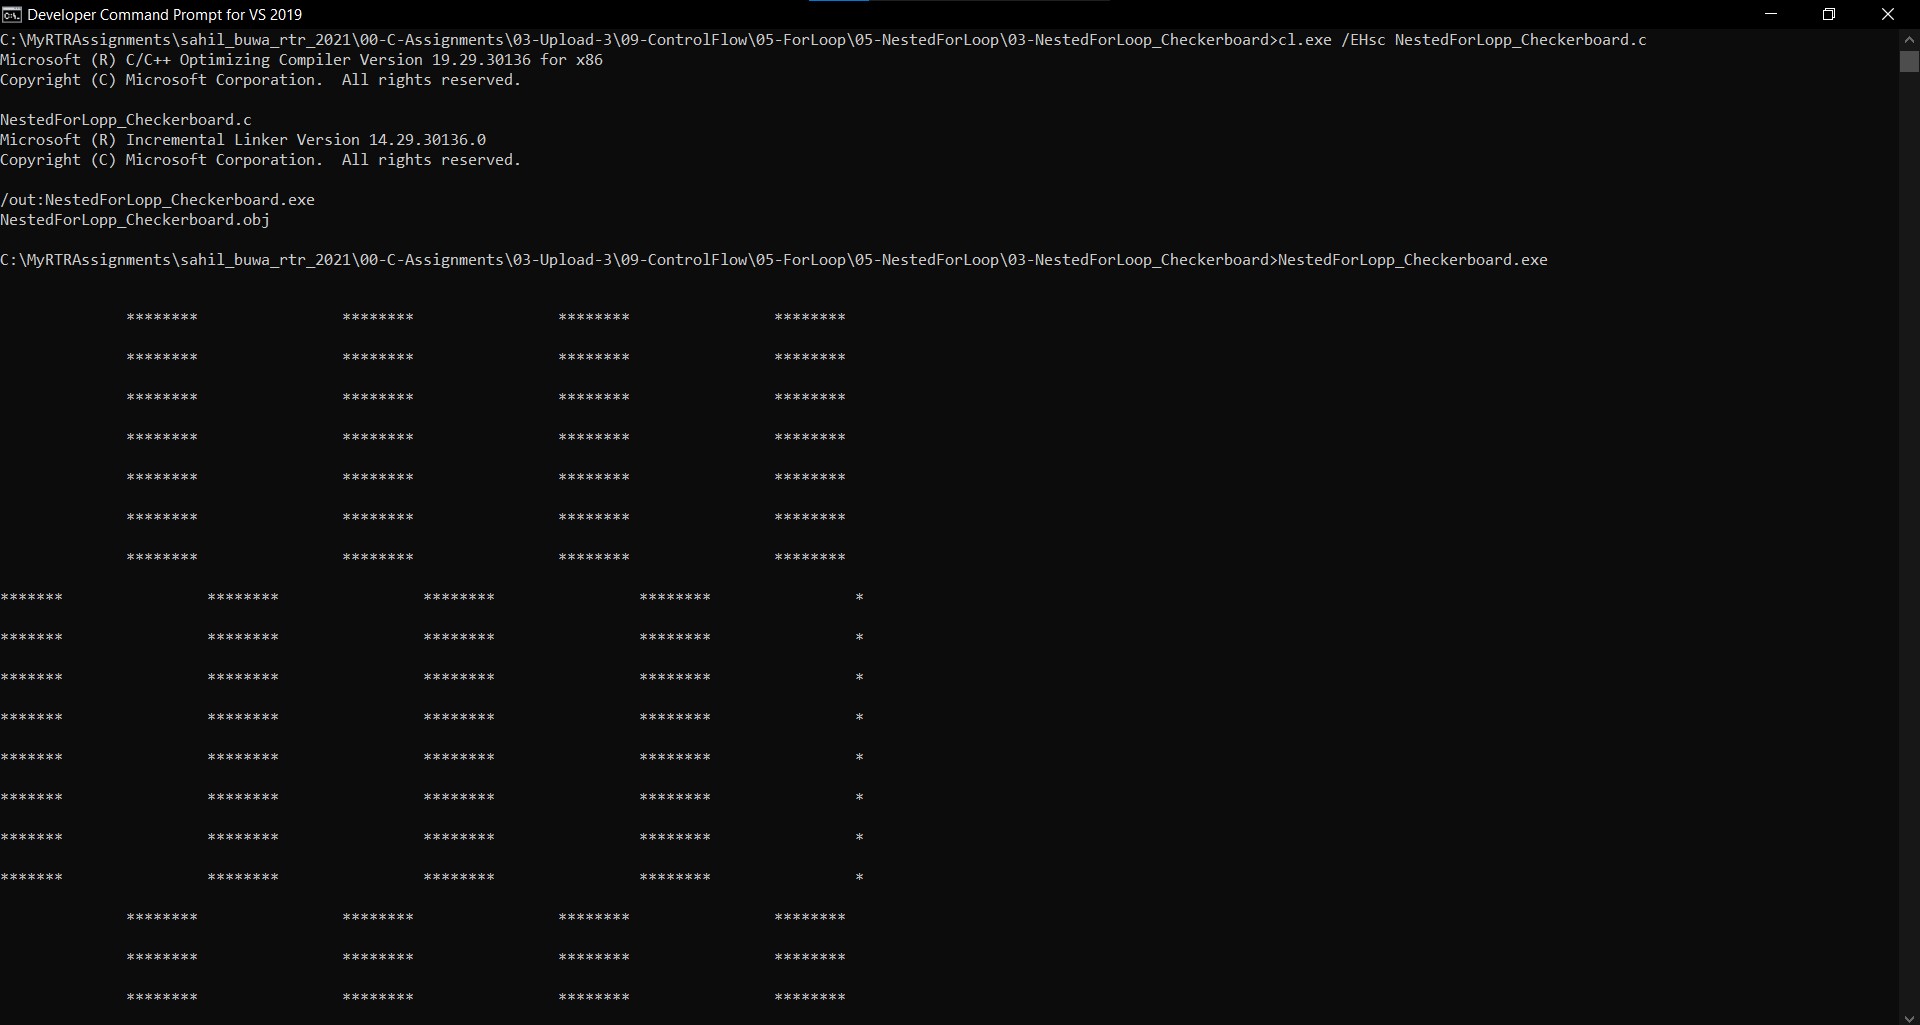 Developer Command Prompt for VS 2019
C:\MyRTRAssignments\sahil_buwa_rtr_2021\00-C-Assignments\03-Upload-3\09-ControlFlow\05-ForLoop\05-NestedForLoop\03-NestedForLoop_Checkerboard>cl.exe /EHsc NestedForLopp_Checkerboard.c
Microsoft (R) C/C++ Optimizing Compiler Version 19.29.30136 for x86
Copyright (C) Microsoft Corporation.  All rights reserved.
NestedForLopp_Checkerboard.c
Microsoft (R) Incremental Linker Version 14.29.30136.0
Copyright (C) Microsoft Corporation.  All rights reserved.
/out:NestedForLopp_Checkerboard.exe
NestedForLopp_Checkerboard.obj
C:\MyRTRAssignments\sahil_buwa_rtr_2021\00-C-Assignments\03-Upload-3\09-ControlFlow\05-ForLoop\05-NestedForLoop\03-NestedForLoop_Checkerboard>NestedForLopp_Checkerboard.exe
******** ******** ******** ********
******** ******** ******** ********
******** ******** ******** ********
******** ******** ******** ********
******** ******** ******** ********
******** ******** ******** ********
******** ******** ******** ********
******* ******** ******** ******** *
******* ******** ******** ******** *
******* ******** ******** ******** *
******* ******** ******** ******** *
******* ******** ******** ******** *
******* ******** ******** ******** *
******* ******** ******** ******** *
******* ******** ******** ******** *
******** ******** ******** ********
******** ******** ******** ********
******** ******** ******** ********